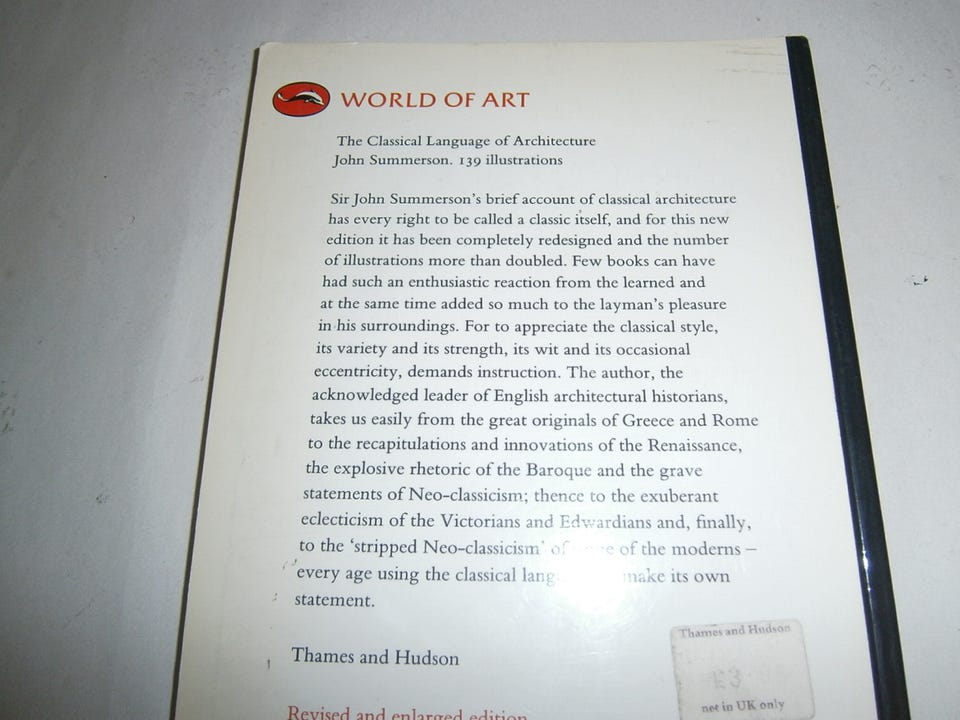 WORLD OF ART
The Classical Language of Architecture
John Summerson. 139 illustrations
Sir John Summerson's brief account of classical architecture
has every right to be called a classic itself, and for this new
edition it has been completely redesigned and the number
of illustrations more than doubled. Few books can have
had such an enthusiastic reaction from the learned and
at the same time added so much to the layman's pleasure
in his surroundings. For to appreciate the classical style,
its variety and its strength, its wit and its occasional
eccentricity, demands instruction. The author, the
acknowledged leader of English architectural historians,
takes us easily from the great originals of Greece and Rome
to the recapitulations and innovations of the Renaissance,
the explosive rhetoric of the Baroque and the grave
statements of Neo-classicism; thence to the exuberant
eclecticism of the Victorians and Edwardians and, finally,
to the 'stripped Neo-classicism' of the moderns –
every age using the classical make its own
statement.
Thames and Hudson
Thames and Hudson
£3
net in UK only
Revised and enlarged edition